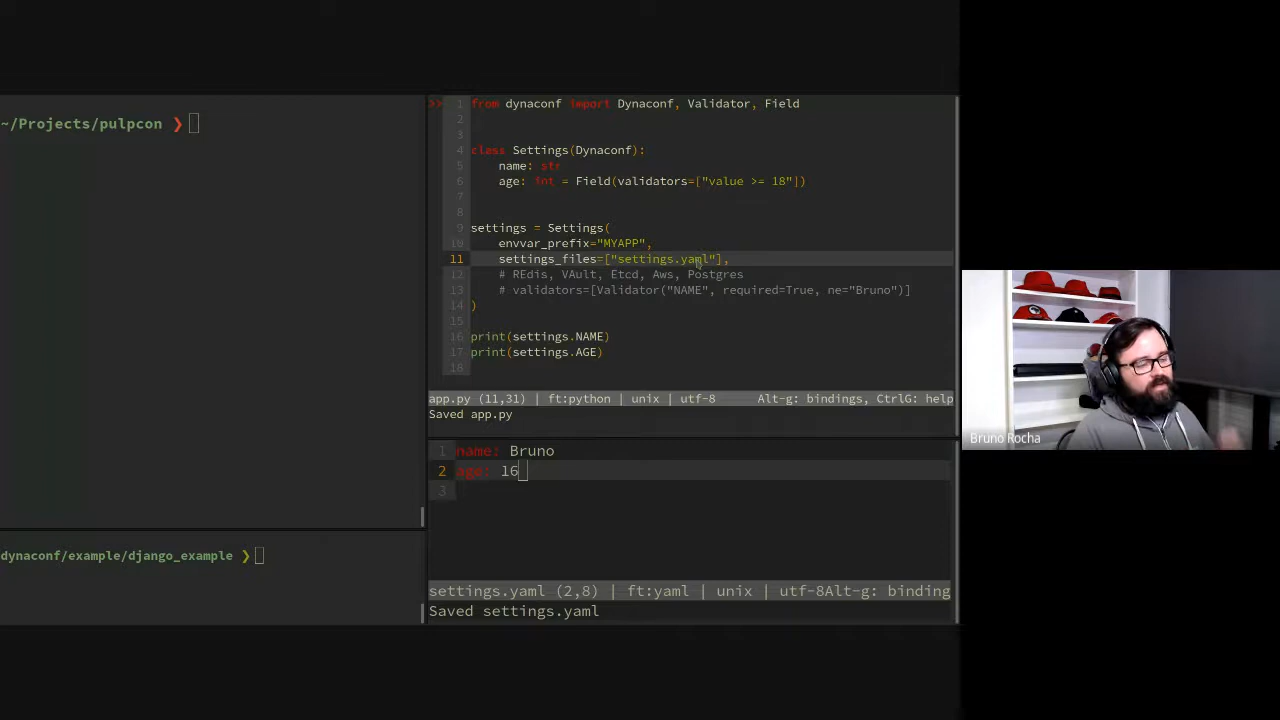 ~/Projects/pulpcon ❯
>> 1 from dynaconf import Dynaconf, Validator, Field
2
3
4 class Settings(Dynaconf):
5 name: str
6 age: int = Field(validators=["value >= 18"])
7
8
9 settings = Settings(
10 envvar_prefix="MYAPP",
11 settings_files=["settings.yaml"],
12 # REdis, VAult, Etcd, Aws, Postgres
13 # validators=[Validator("NAME", required=True, ne="Bruno")]
14 )
15
16 print(settings.NAME)
17 print(settings.AGE)
18
app.py (11,31) | ft:python | unix | utf-8 Alt-g: bindings, CtrlG: help
Saved app.py
1 name: Bruno
2 age: 16
3
settings.yaml (2,8) | ft:yaml | unix | utf-8Alt-g: binding
Saved settings.yaml
dynaconf/example/django_example ❯
Bruno Rocha